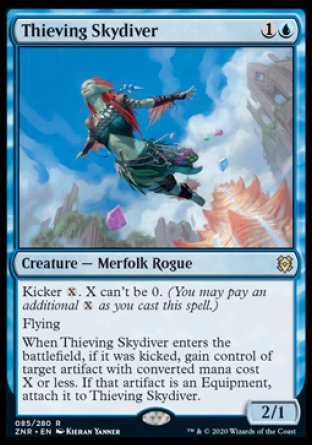 Thieving Skydiver 1
Creature — Merfolk Rogue
Kicker X. X can't be 0. (You may pay an
additional X as you cast this spell.)
Flying
When Thieving Skydiver enters the
battlefield, if it was kicked, gain control of
target artifact with converted mana cost
X or less. If that artifact is an Equipment,
attach it to Thieving Skydiver.
2/1
085/280 R
ZNR • EN KIERAN TANNER
™ & © 2020 Wizards of the Coast